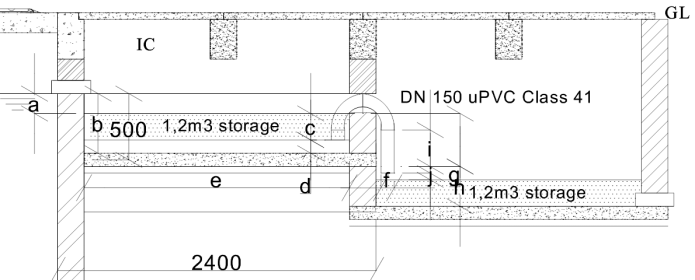 GL
IC
DN 150 uPVC Class 41
a
b 500 1,2m3 storage c
i
e d f j g
h 1,2m3 storage
2400